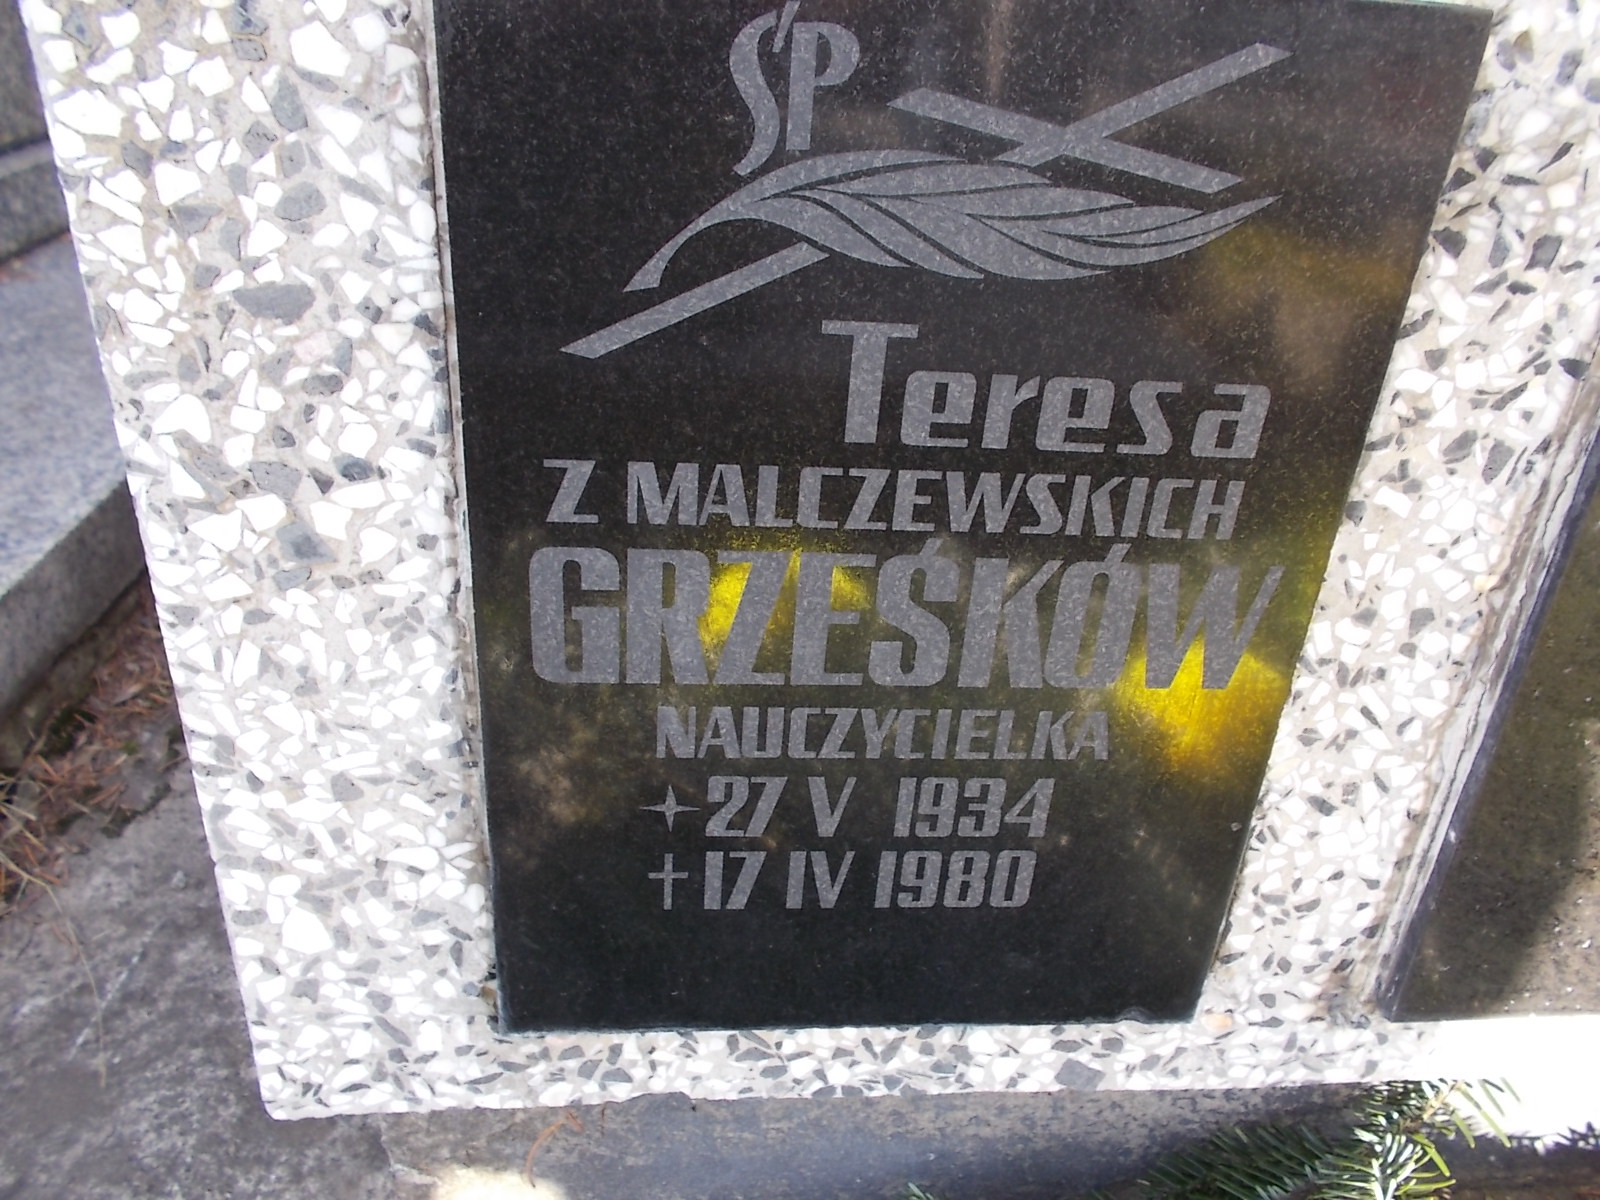 ŚP
Teresa
Z MALCZEWSKICH
GRZEŚKÓW
NAUCZYCIELKA
27 V 1934
17 IV 1980